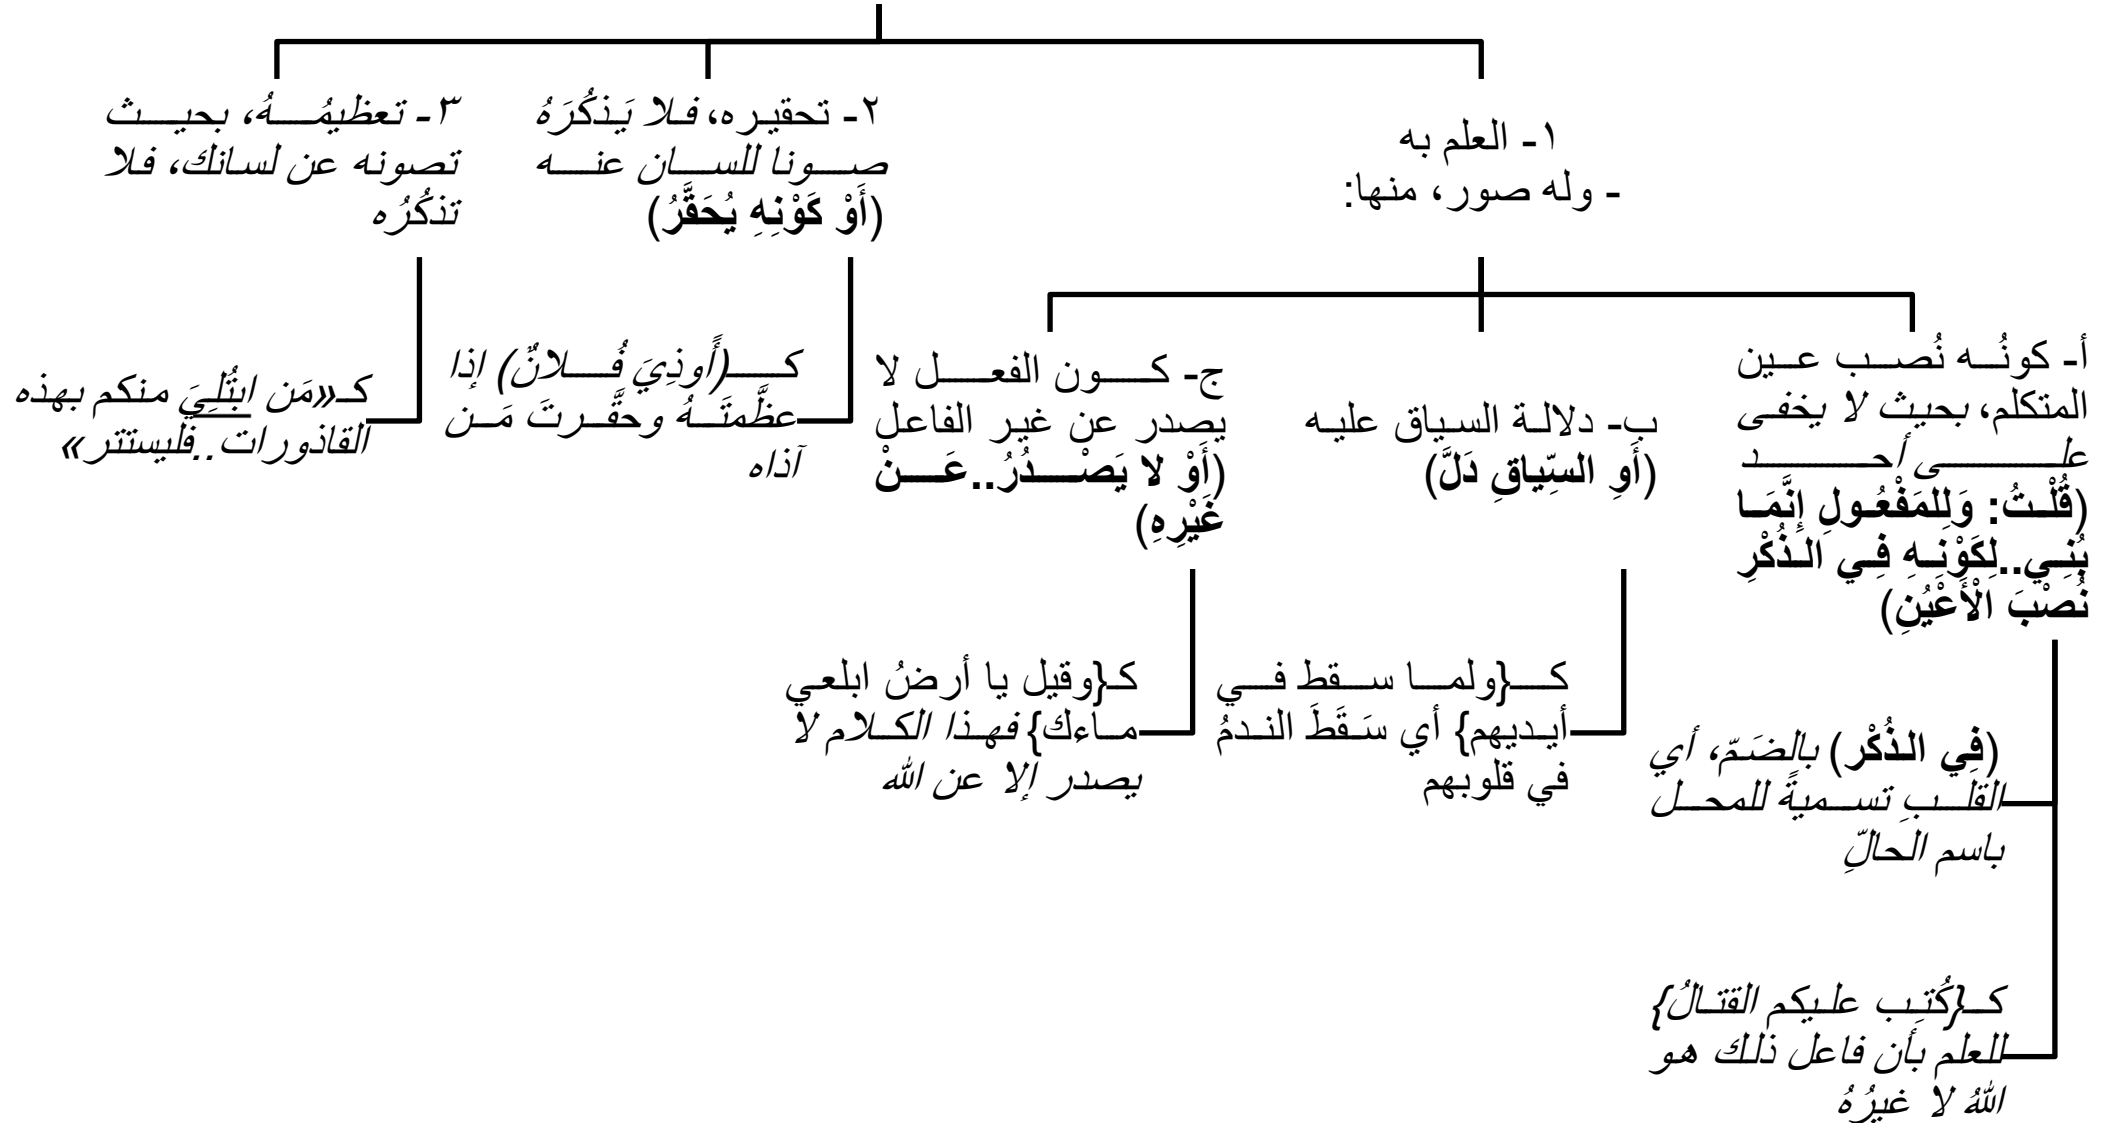 ١- العلم به
- وله صور، منها:
٢- تحقيره، فلا يَذكُرَهُ
صونا للسان عنه
(أَوْ كَوْنِهِ يُحَقَّرُ)
٣- تعظيمُهُ، بحيث
تصونه عن لسانك، فلا
تذكُرُه
أ- كونُه نُصب عين
المتكلم، بحيث لا يخفى
على أحد
(قُلْتُ: وَلِلمَفْعُولِ إِنَّمَا
بُنِي..لِكَوْنِهِ فِي الذُكْرِ
نُصْبَ الْأَعْيُنِ)
ب- دلالة السياق عليه
(أَوِ السِّياقِ دَلَّ)
ج- كون الفعل لا
يصدر عن غير الفاعل
(أَوْ لا يَصْدُرُ..عَنْ
غَيْرِهِ)
كـ(أُوذِيَ فُلانٌ) إذا
عظَّمتَهُ وحقَّرتَ مَن
آذاه
كـ«مَن ابتُلِيَ منكم بهذه
القاذورات..فليستتر»
(فِي الذُكْر) بالضَمّ، أي
القلبِ تسميةً للمحل
باسم الحالِّ
كـ{كُتِب عليكم القتالُ}
للعلم بأن فاعل ذلك هو
اللهُ لا غيرُهُ
كـ{ولما سقط في
أيديهم} أي سَقَطَ الندمُ
في قلوبهم
كـ{وقيل يا أرضُ ابلعي
ماءك} فهذا الكلام لا
يصدر إلا عن الله